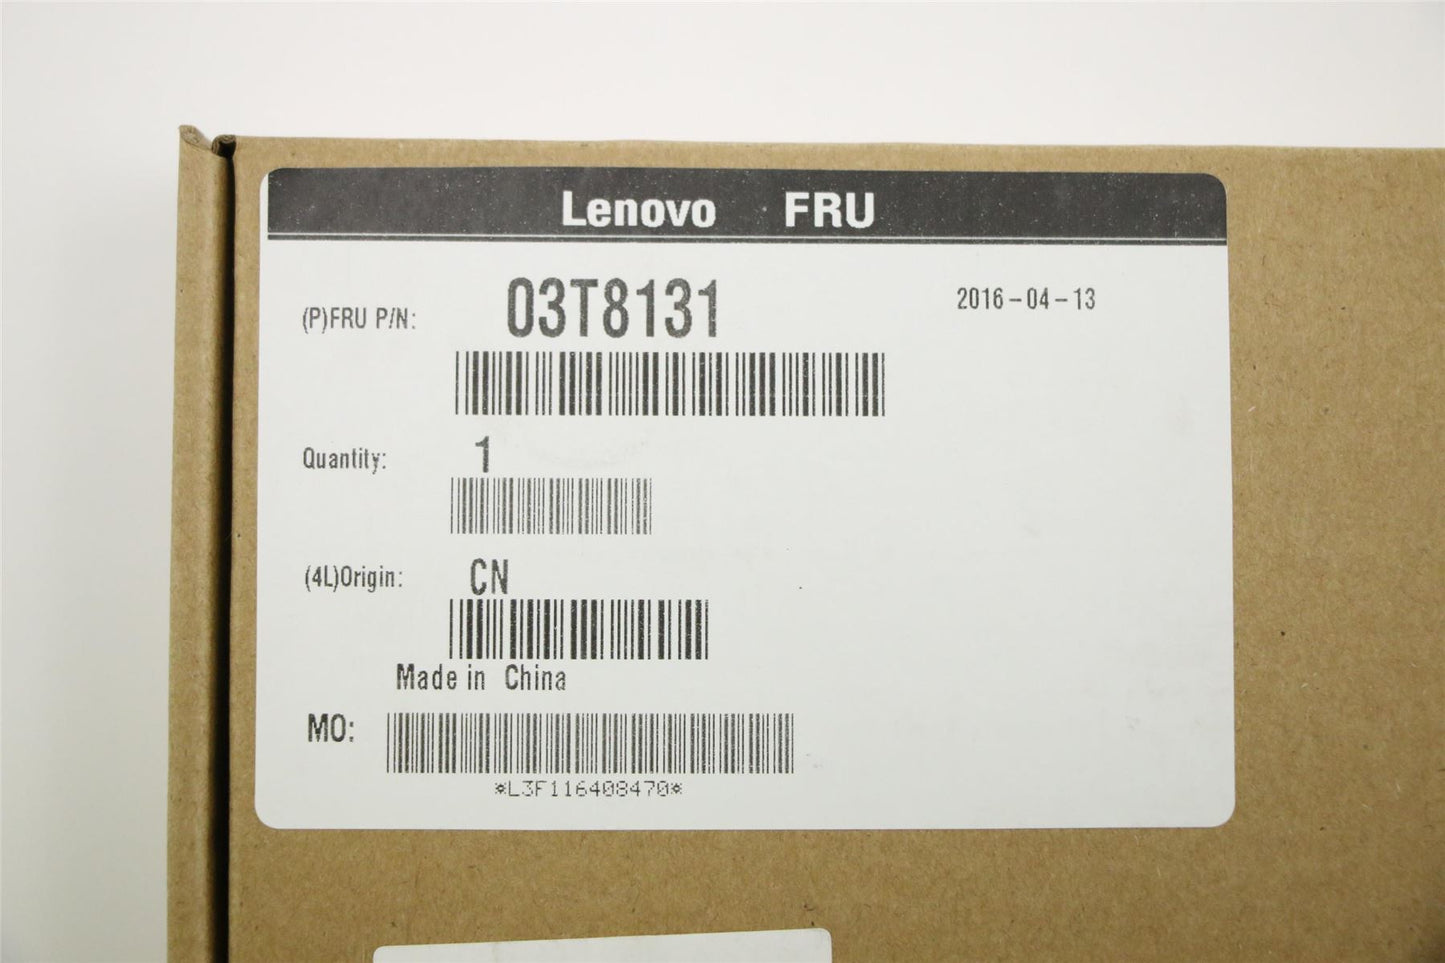 Lenovo FRU
(P)FRU P/N: 03T8131 2016-04-13
Quantity: 1
(4L)Origin: CN
Made in China
MO:
*L3F116408470*